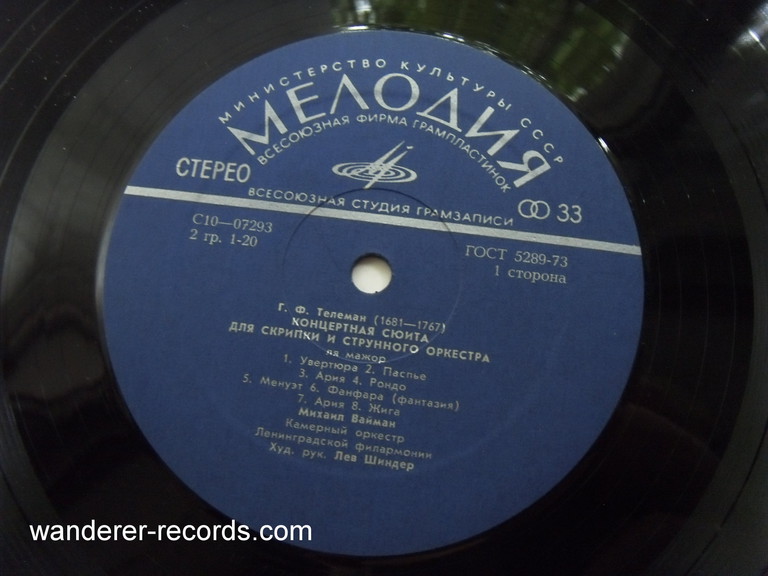 МИНИСТЕРСТВО КУЛЬТУРЫ СССР
МЕЛОДИЯ
ВСЕСОЮЗНАЯ ФИРМА ГРАМПЛАСТИНОК
СТЕРЕО
33
ВСЕСОЮЗНАЯ СТУДИЯ ГРАМЗАПИСИ
С10—07293
2 гр. 1-20
ГОСТ 5289-73
1 сторона
Г. Ф. Телеман (1681—1767)
КОНЦЕРТНАЯ СЮИТА
ДЛЯ СКРИПКИ И СТРУННОГО ОРКЕСТРА
ля мажор
1. Увертюра 2. Паспье
3. Ария 4. Рондо
5. Менуэт 6. Фанфара (фантазия)
7. Ария 8. Жига
Михаил Вайман
Камерный оркестр
Ленинградской филармонии
Худ. рук. Лев Шиндер
wanderer-records.com